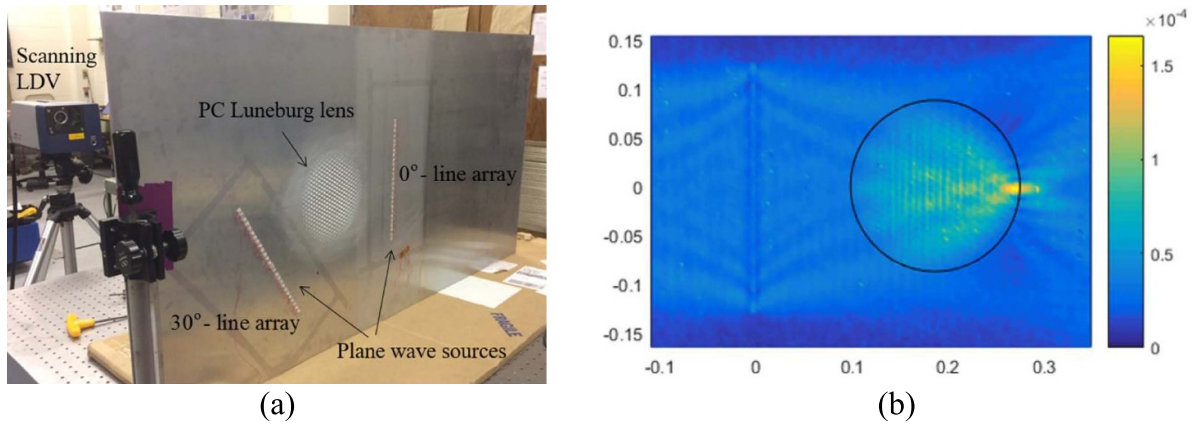 Scanning
LDV
PC Luneburg lens
0°- line array
30°- line array
Plane wave sources
FRAGILE
(a)
×10⁻⁴
0.15
0.1
0.05
0
-0.05
-0.1
-0.15
-0.1
0
0.1
0.2
0.3
1.5
1
0.5
0
(b)